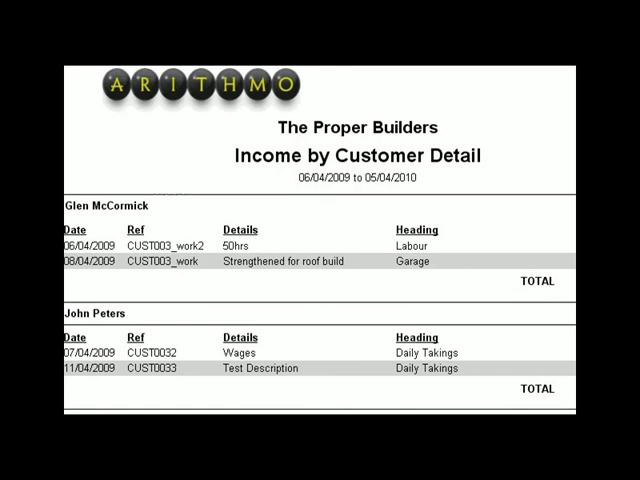 ARITHMO
The Proper Builders
Income by Customer Detail
06/04/2009 to 05/04/2010
Glen McCormick
Date Ref Details Heading
06/04/2009 CUST003_work2 50hrs Labour
08/04/2009 CUST003_work Strengthened for roof build Garage
TOTAL
John Peters
Date Ref Details Heading
07/04/2009 CUST0032 Wages Daily Takings
11/04/2009 CUST0033 Test Description Daily Takings
TOTAL